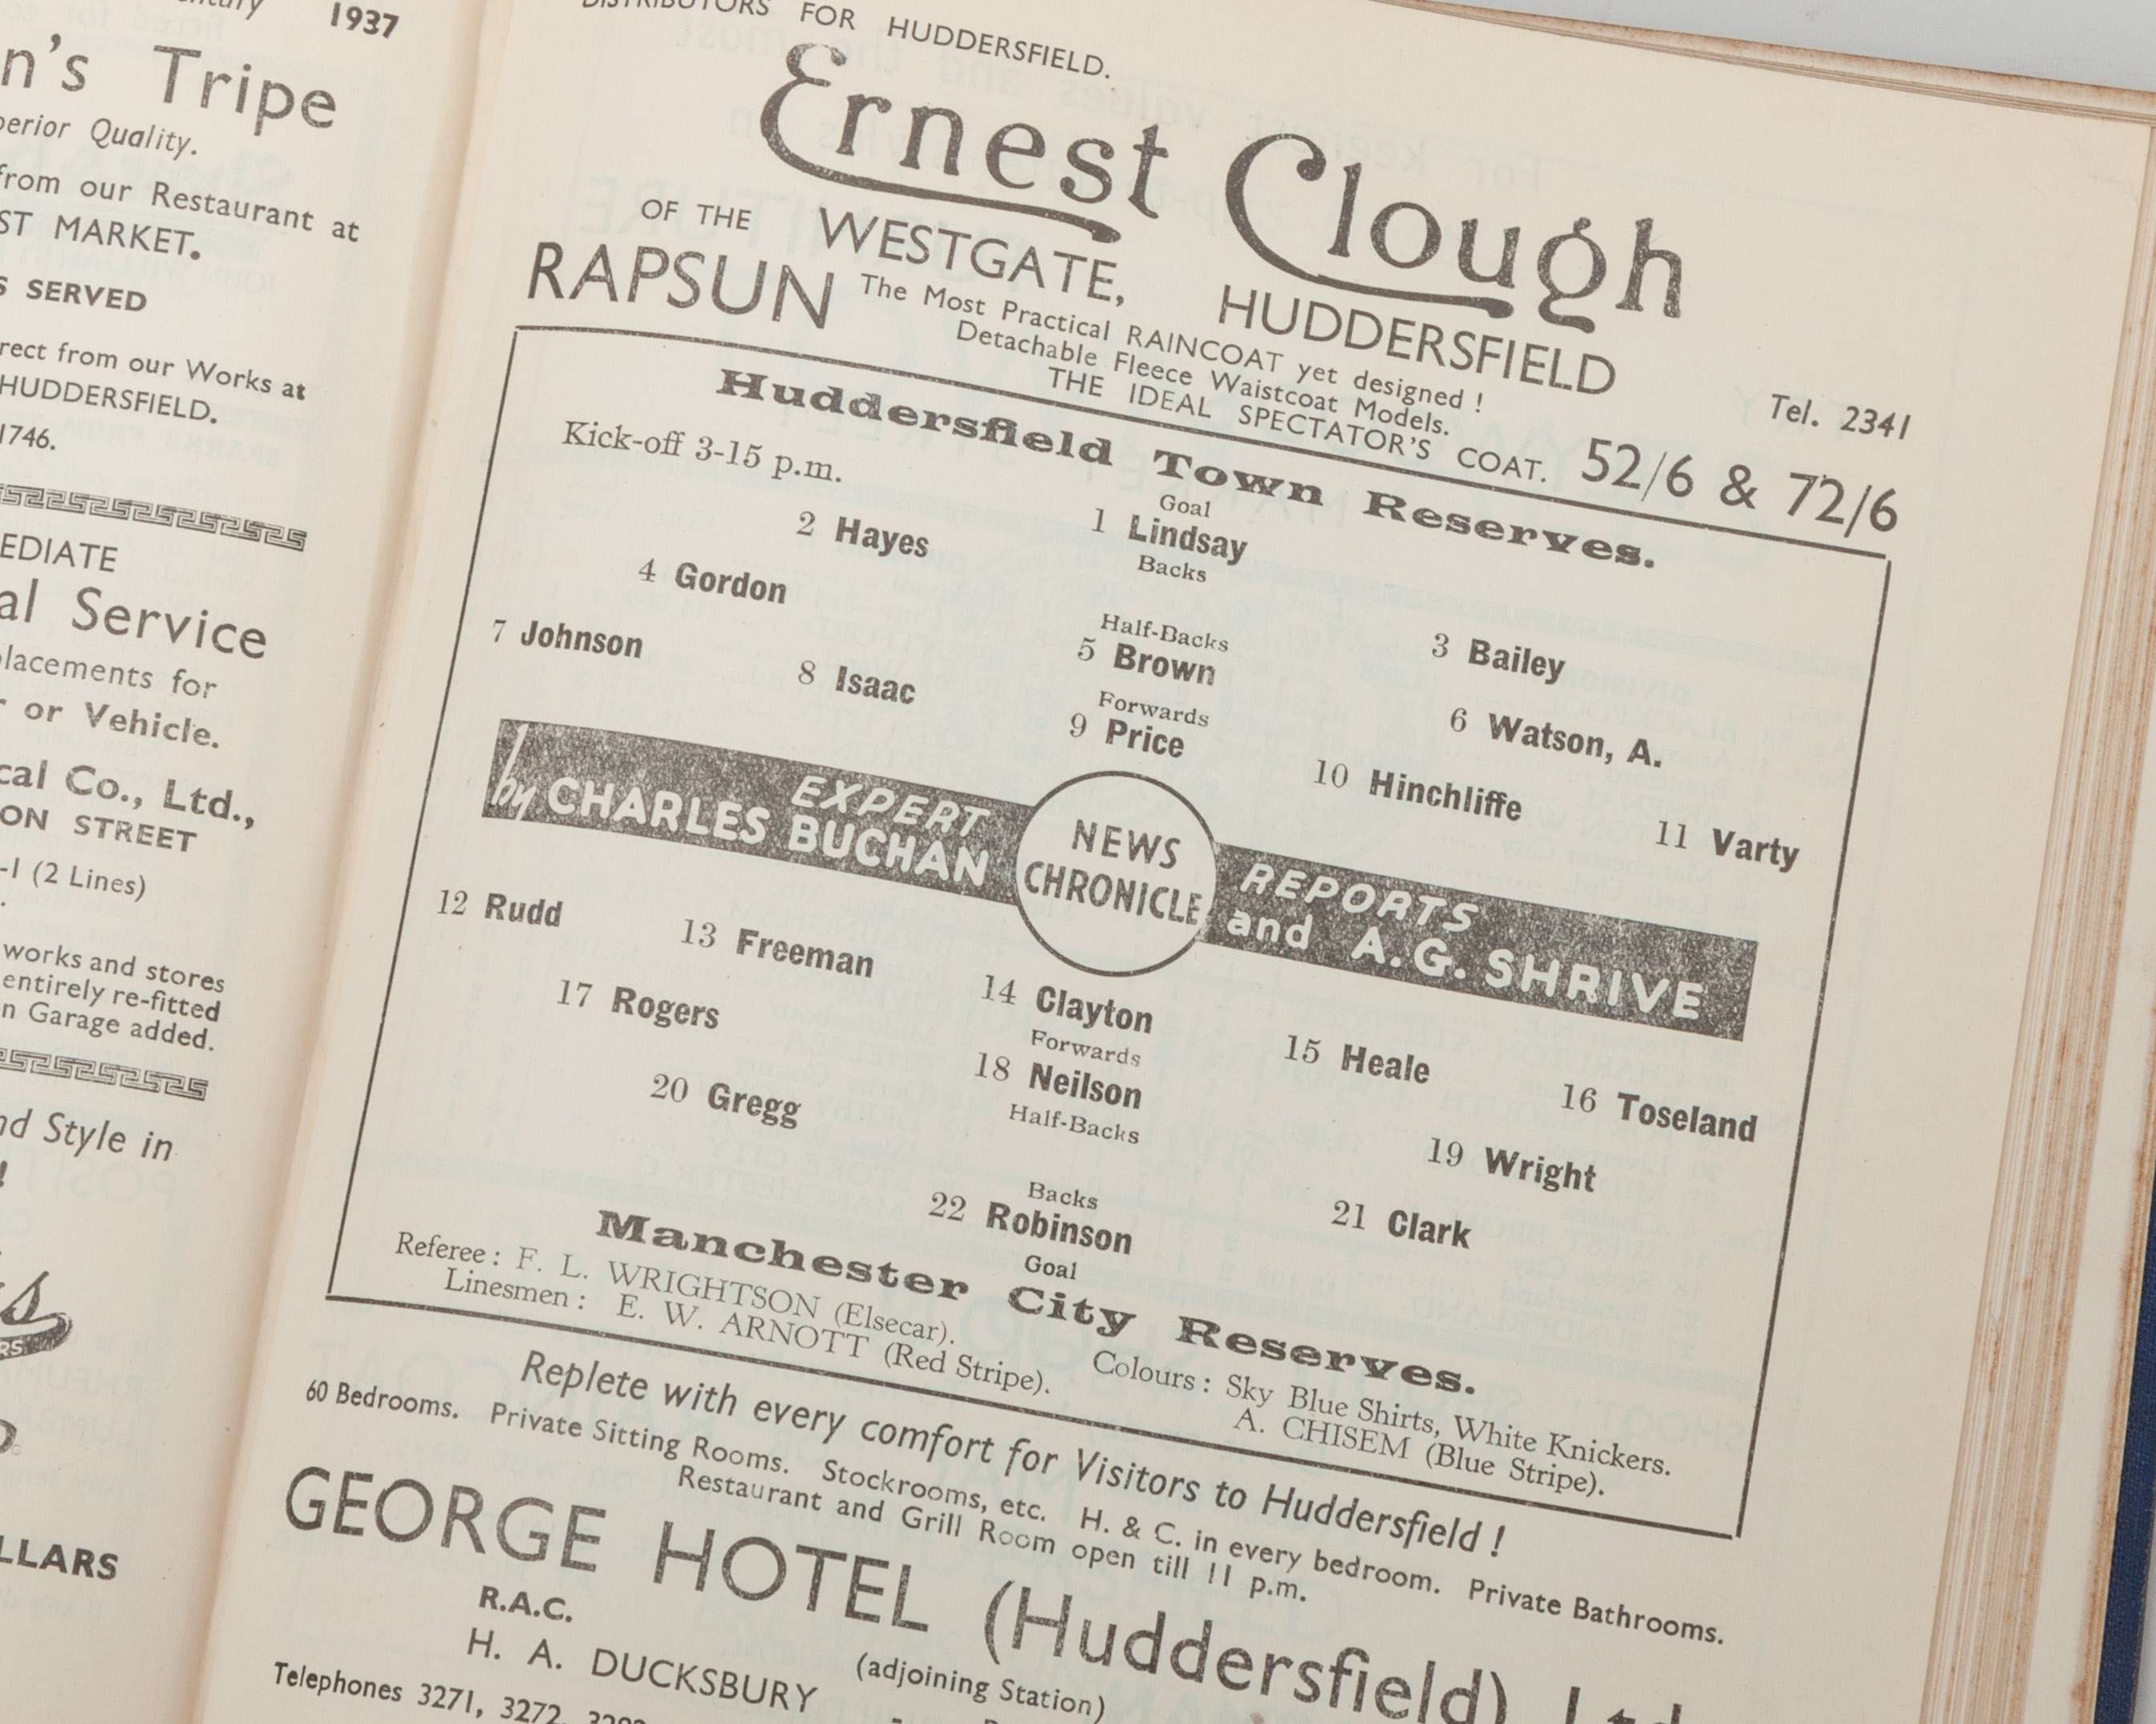 1937
n's Tripe
perior Quality.
from our Restaurant at
ST MARKET.
S SERVED
rect from our Works at
HUDDERSFIELD.
1746.
EDIATE
al Service
placements for
r or Vehicle.
cal Co., Ltd.,
ON STREET
-1 (2 Lines)
works and stores
entirely re-fitted
n Garage added.
nd Style in
!
RS
LLARS
DISTRIBUTORS FOR HUDDERSFIELD.
Ernest Clough
OF THE WESTGATE, HUDDERSFIELD Tel. 2341
RAPSUN The Most Practical RAINCOAT yet designed !
Detachable Fleece Waistcoat Models.
THE IDEAL SPECTATOR'S COAT. 52/6 & 72/6
Huddersfield Town Reserves.
Kick-off 3-15 p.m.
Goal
1 Lindsay
Backs
2 Hayes 3 Bailey
Half-Backs
4 Gordon 5 Brown 6 Watson, A.
Forwards
7 Johnson 8 Isaac 9 Price 10 Hinchliffe 11 Varty
EXPERT NEWS CHRONICLE REPORTS
by CHARLES BUCHAN and A.G. SHRIVE
12 Rudd 13 Freeman 14 Clayton 15 Heale 16 Toseland
Forwards
17 Rogers 18 Neilson 19 Wright
Half-Backs
20 Gregg 21 Clark
Backs
22 Robinson
Goal
Manchester City Reserves.
Referee : F. L. WRIGHTSON (Elsecar). Colours : Sky Blue Shirts, White Knickers.
Linesmen : E. W. ARNOTT (Red Stripe). A. CHISEM (Blue Stripe).
Replete with every comfort for Visitors to Huddersfield !
60 Bedrooms. Private Sitting Rooms. Stockrooms, etc. H. & C. in every bedroom. Private Bathrooms.
Restaurant and Grill Room open till 11 p.m.
GEORGE HOTEL (Huddersfield) Ltd
R.A.C. (adjoining Station)
H. A. DUCKSBURY
Telephones 3271, 3272,